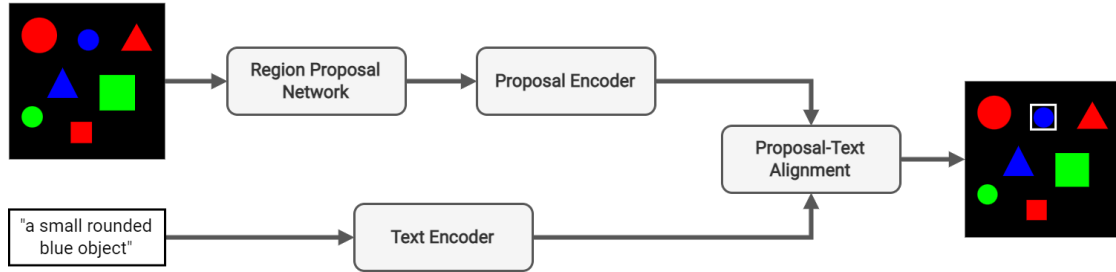 Region Proposal
Network
Proposal Encoder
Proposal-Text
Alignment
"a small rounded
blue object"
Text Encoder